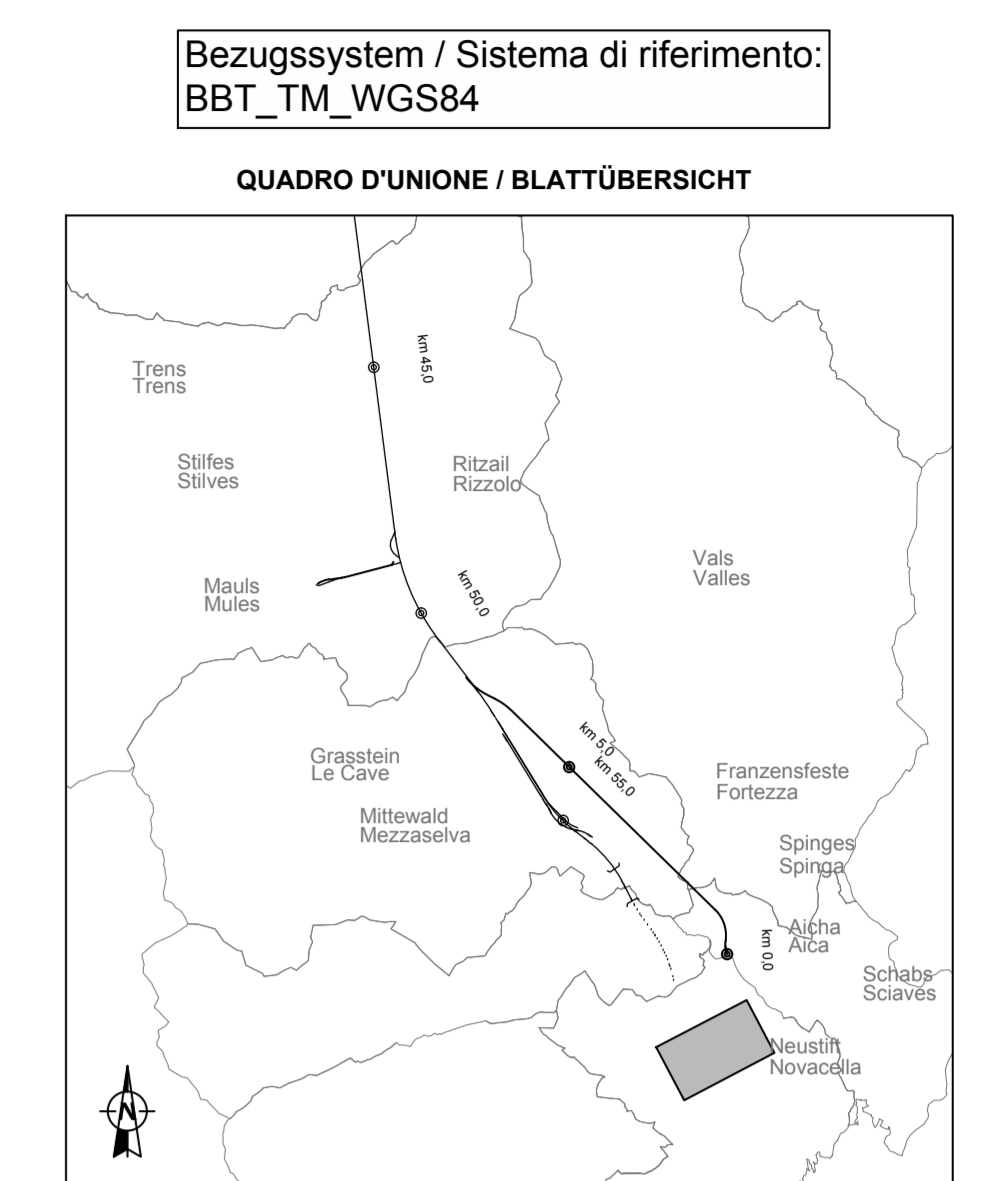 Bezugssystem / Sistema di riferimento:
BBT_TM_WGS84
QUADRO D'UNIONE / BLATTÜBERSICHT
km 45,0
Trens
Trens
Stilfes
Stilves
Ritzail
Rizzolo
Vals
Valles
Mauls
Mules
km 50,0
km 5,0
km 55,0
Grasstein
Le Cave
Franzensfeste
Fortezza
Mittewald
Mezzaselva
Spinges
Spinga
Aicha
Aica
km 0,0
Schabs
Sciaves
Neustift
Novacella
N